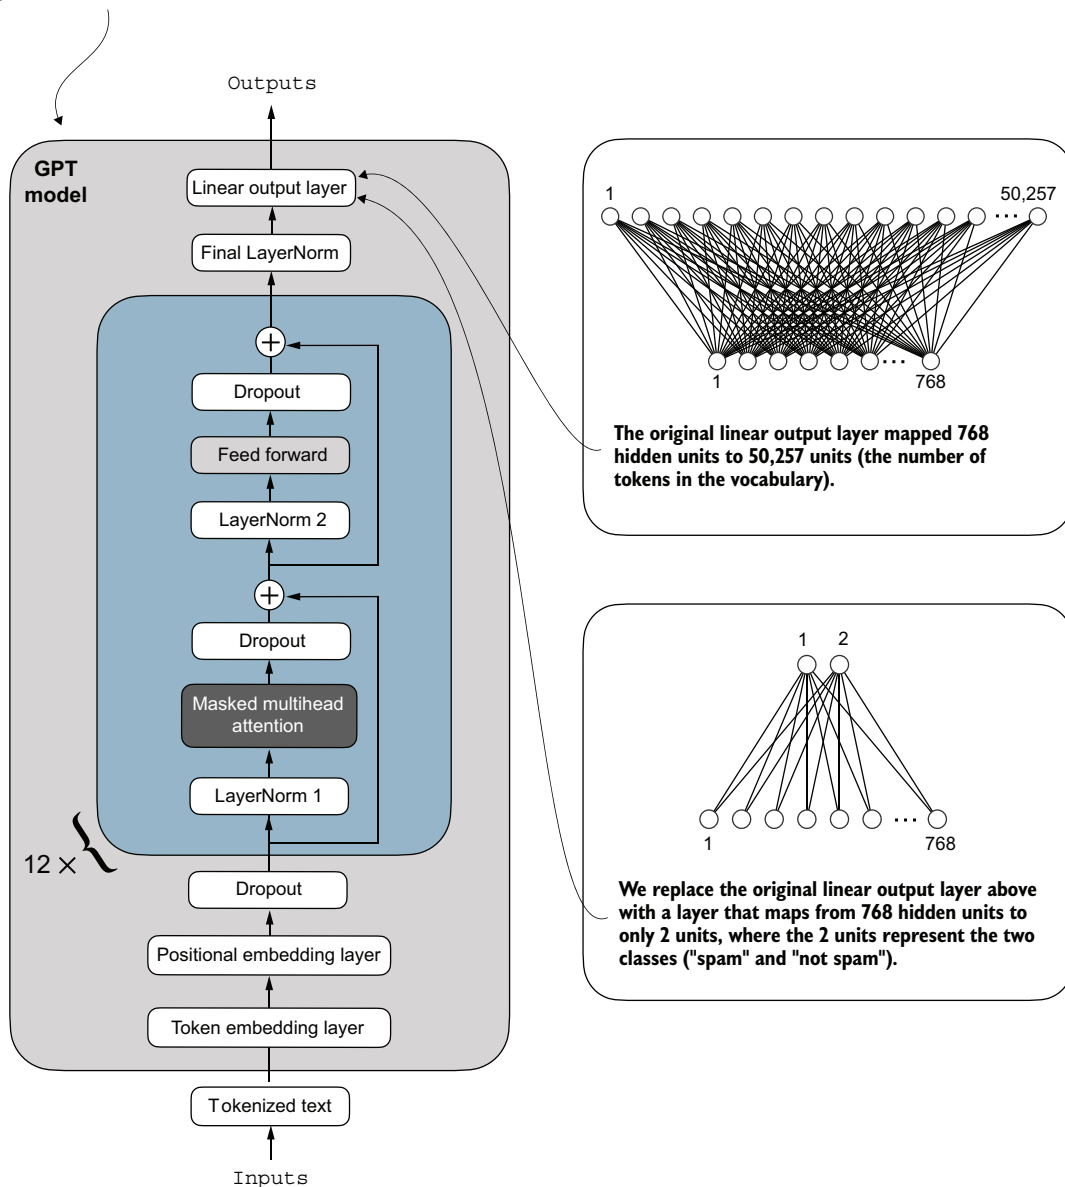 Outputs
GPT
model
Linear output layer
Final LayerNorm
+
Dropout
Feed forward
LayerNorm 2
+
Dropout
Masked multihead
attention
LayerNorm 1
12 ×
Dropout
Positional embedding layer
Token embedding layer
Tokenized text
Inputs
1 50,257
1 768
The original linear output layer mapped 768
hidden units to 50,257 units (the number of
tokens in the vocabulary).
1 2
1 768
We replace the original linear output layer above
with a layer that maps from 768 hidden units to
only 2 units, where the 2 units represent the two
classes ("spam" and "not spam").